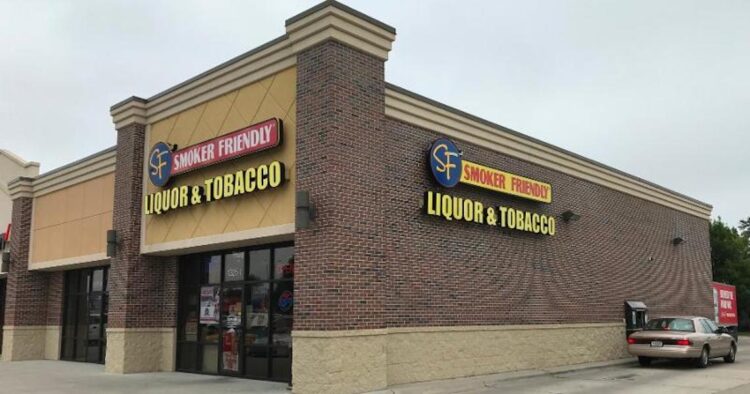 SF SMOKER FRIENDLY
LIQUOR & TOBACCO
SF SMOKER FRIENDLY
LIQUOR & TOBACCO